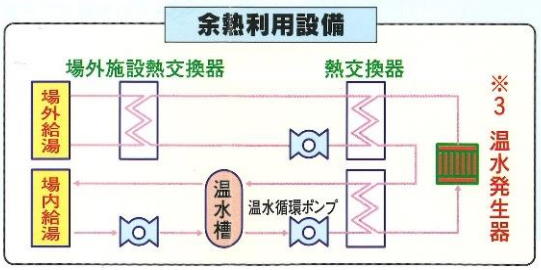 余熱利用設備
場外施設熱交換器
熱交換器
場外給湯
※3 温水発生器
場内給湯
温水槽
温水循環ポンプ